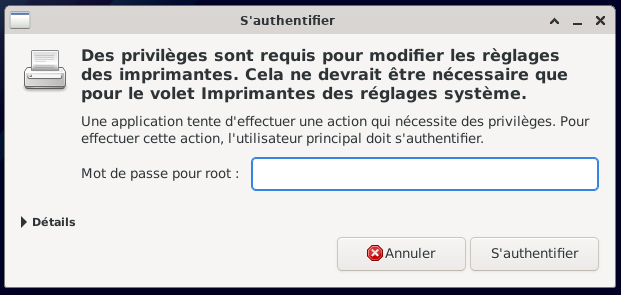 S'authentifier
Des privilèges sont requis pour modifier les règlages
des imprimantes. Cela ne devrait être nécessaire que
pour le volet Imprimantes des réglages système.
Une application tente d'effectuer une action qui nécessite des privilèges. Pour
effectuer cette action, l'utilisateur principal doit s'authentifier.
Mot de passe pour root :
Détails
Annuler
S'authentifier